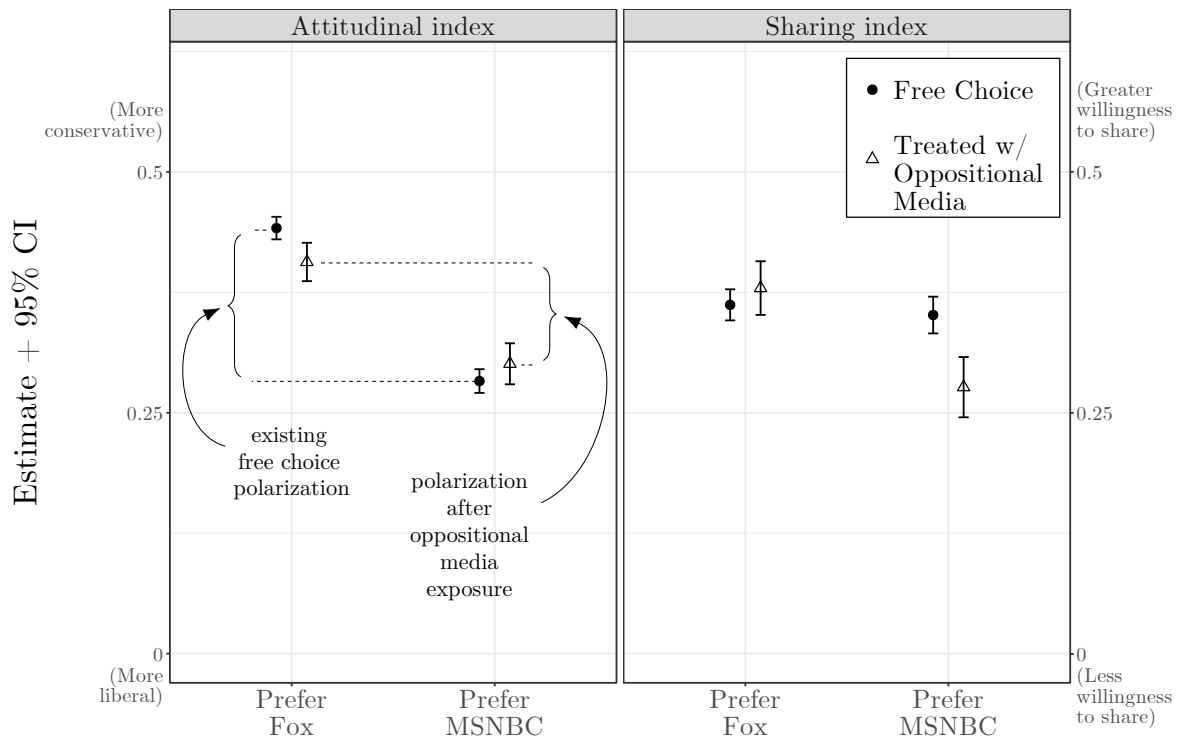 Attitudinal index
Sharing index
Estimate + 95% CI
(More
conservative)
0.5
0.25
0
(More
liberal)
existing
free choice
polarization
polarization
after
oppositional
media
exposure
Free Choice
Treated w/
Oppositional
Media
(Greater
willingness
to share)
0.5
0.25
0
(Less
willingness
to share)
Prefer
Fox
Prefer
MSNBC
Prefer
Fox
Prefer
MSNBC